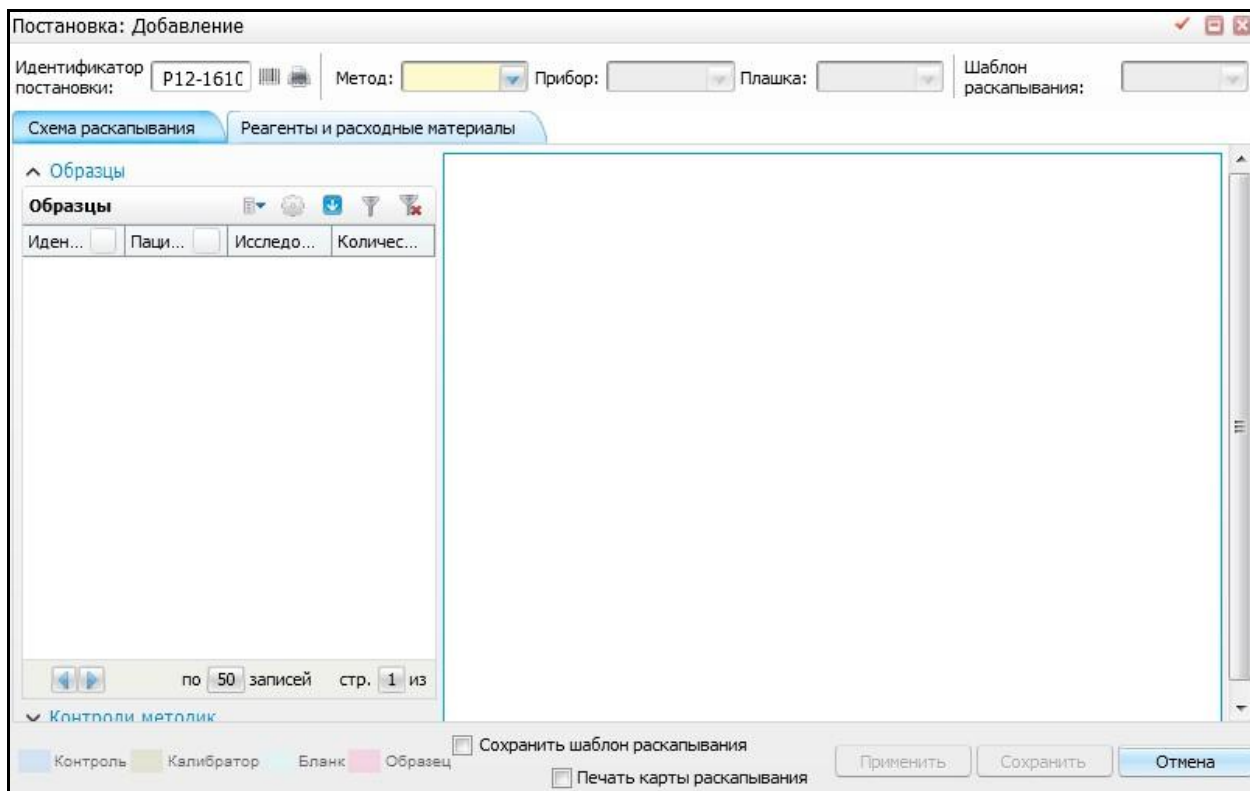 Постановка: Добавление
Идентификатор
постановки:
P12-161C
Метод:
Прибор:
Плашка:
Шаблон
раскапывания:
Схема раскапывания
Реагенты и расходные материалы
Образцы
Образцы
Иден...
Паци...
Исследо...
Количес...
по 50 записей стр. 1 из
Контроли методик
Контроль
Калибратор
Бланк
Образец
Сохранить шаблон раскапывания
Печать карты раскапывания
Применить
Сохранить
Отмена